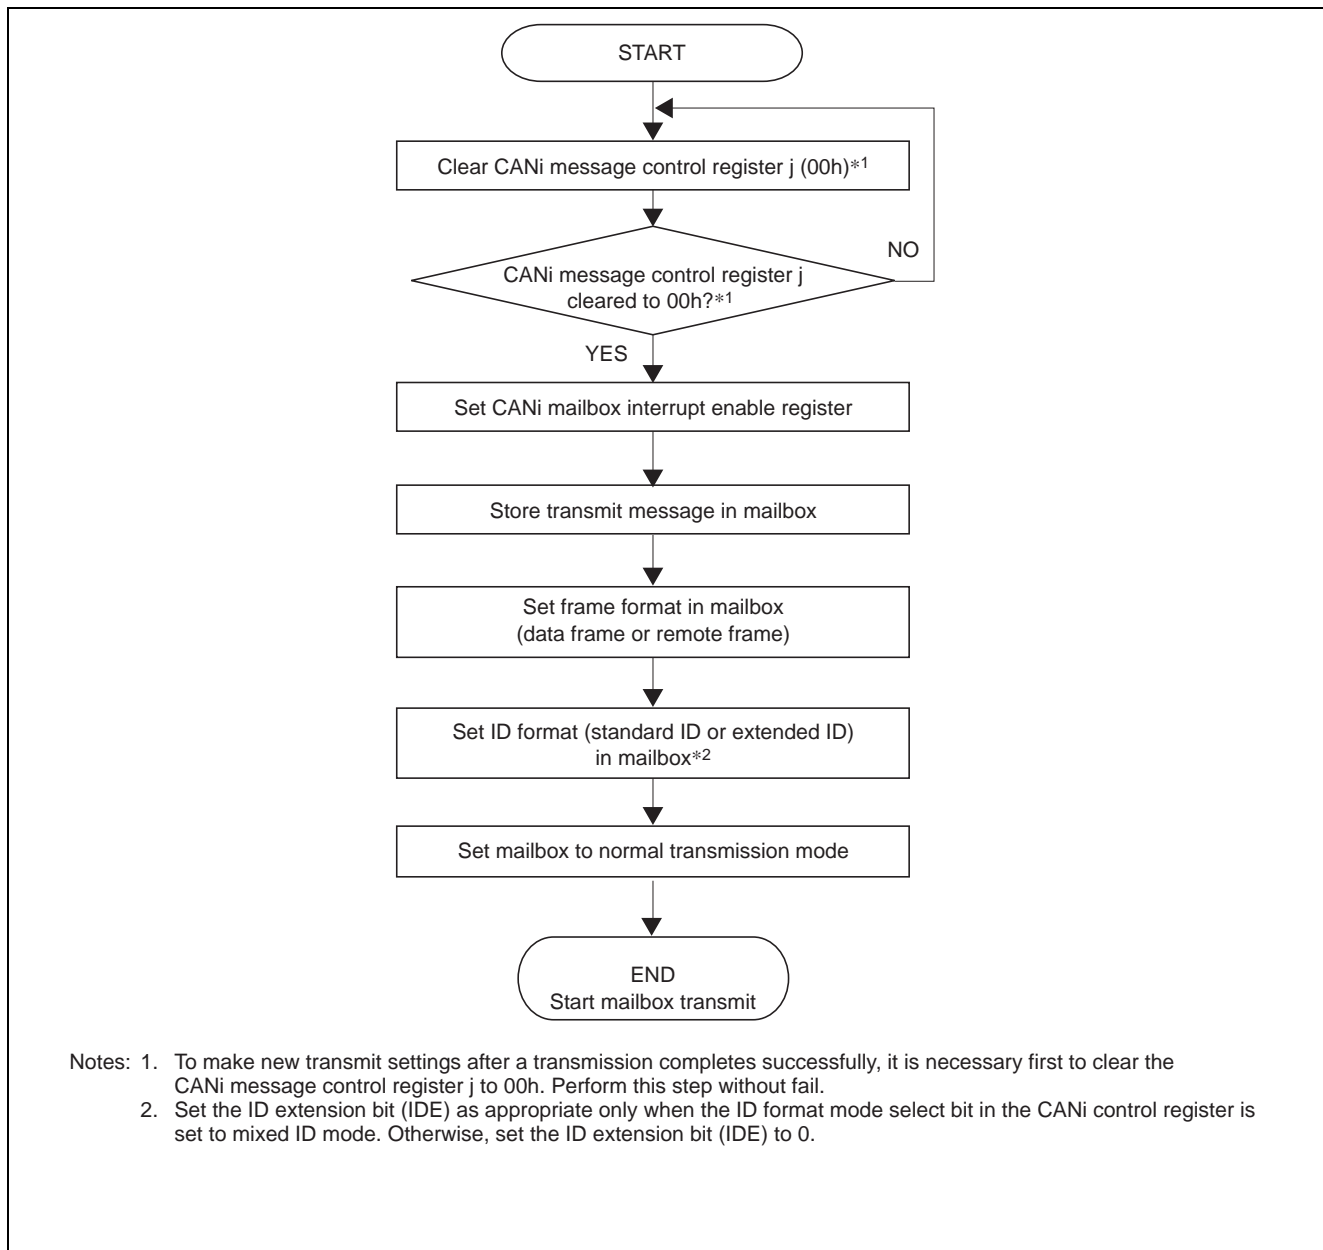 START
Clear CANi message control register j (00h)*1
CANi message control register j
cleared to 00h?*1
NO
YES
Set CANi mailbox interrupt enable register
Store transmit message in mailbox
Set frame format in mailbox
(data frame or remote frame)
Set ID format (standard ID or extended ID)
in mailbox*2
Set mailbox to normal transmission mode
END
Start mailbox transmit
Notes: 1. To make new transmit settings after a transmission completes successfully, it is necessary first to clear the
CANi message control register j to 00h. Perform this step without fail.
2. Set the ID extension bit (IDE) as appropriate only when the ID format mode select bit in the CANi control register is
set to mixed ID mode. Otherwise, set the ID extension bit (IDE) to 0.